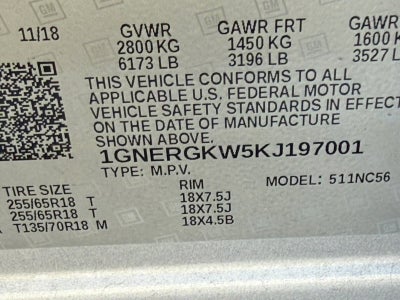 11/18 GVWR GAWR FRT GAWR
2800 KG 1450 KG 1600 K
6173 LB 3196 LB 3527 LB
THIS VEHICLE CONFORMS TO ALL
APPLICABLE U.S. FEDERAL MOTOR
VEHICLE SAFETY STANDARDS IN EFFECT
ON THE DATE OF MANUFACTURE
SHOWN ABOVE.
1GNERGKW5KJ197001
TYPE: M.P.V. MODEL: 511NC56
TIRE SIZE RIM
255/65R18 T 18X7.5J
255/65R18 T 18X7.5J
T135/70R18 M 18X4.5B